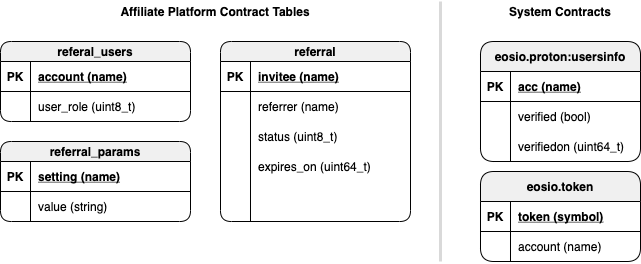 Affiliate Platform Contract Tables
referal_users
PK account (name)
user_role (uint8_t)
referral_params
PK setting (name)
value (string)
referral
PK invitee (name)
referrer (name)
status (uint8_t)
expires_on (uint64_t)
System Contracts
eosio.proton:usersinfo
PK acc (name)
verified (bool)
verifiedon (uint64_t)
eosio.token
PK token (symbol)
account (name)